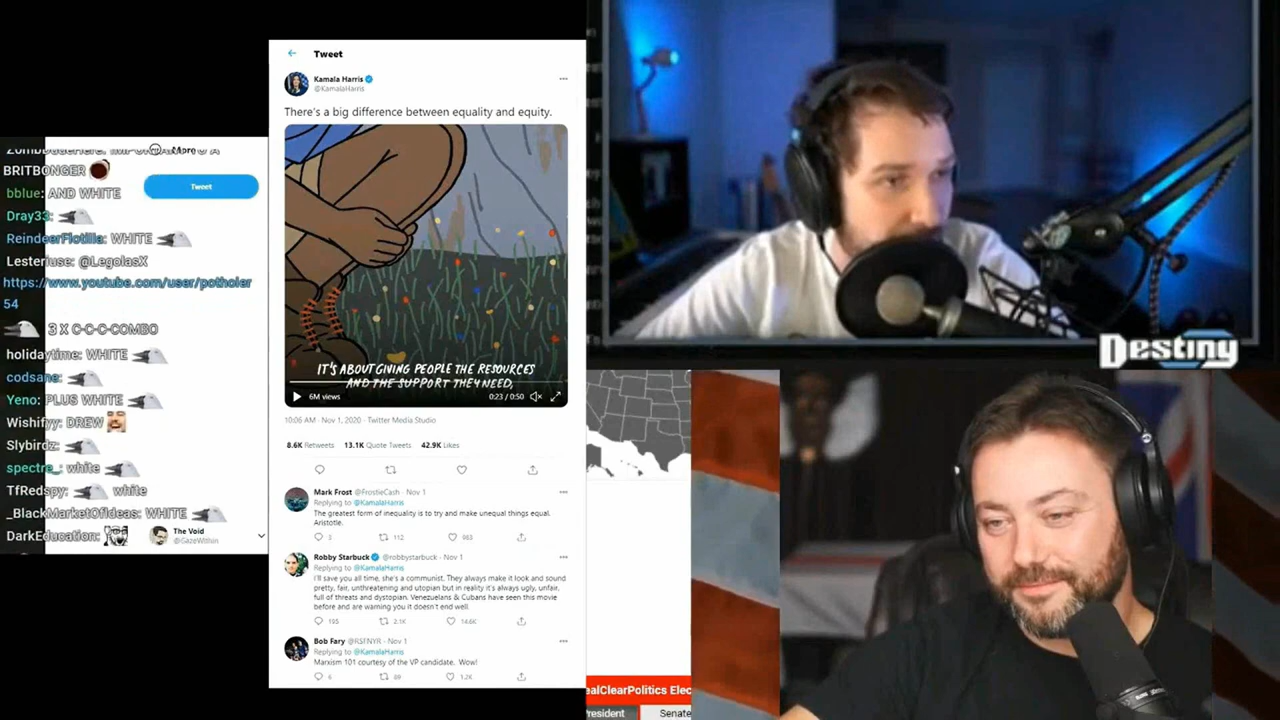 More
BRITBONGER
bblue: AND WHITE
Tweet
Dray33:
ReindeerFlotilla: WHITE
Lesteriuse: @LegolasX
https://www.youtube.com/user/potholer
54
3 X C-C-C-COMBO
holidaytime: WHITE
codsane:
Yeno: PLUS WHITE
Wishifyy: DREW
Slybirdz:
spectre_: white
TfRedspy: white
_BlackMarketOfIdeas: WHITE
DarkEducation:
The Void
@GazeWithin
Tweet
Kamala Harris
@KamalaHarris
There's a big difference between equality and equity.
IT'S ABOUT GIVING PEOPLE THE RESOURCES
AND THE SUPPORT THEY NEED,
6M views
0:23 / 0:50
10:06 AM · Nov 1, 2020 · Twitter Media Studio
8.6K Retweets 13.1K Quote Tweets 42.9K Likes
Mark Frost @FrostieCash · Nov 1
Replying to @KamalaHarris
The greatest form of inequality is to try and make unequal things equal.
Aristotle.
3 112 963
Robby Starbuck @robbystarbuck · Nov 1
Replying to @KamalaHarris
I'll save you all time, she's a communist. They always make it look and sound
pretty, fair, unthreatening and utopian but in reality it's always ugly, unfair,
full of threats and dystopian. Venezuelans & Cubans have seen this movie
before and are warning you it doesn't end well.
195 2.1K 14.6K
Bob Fary @RSFNYR · Nov 1
Replying to @KamalaHarris
Marxism 101 courtesy of the VP candidate. Wow!
6 89 1.2K
Destiny
ealClearPolitics Elec
resident Senate